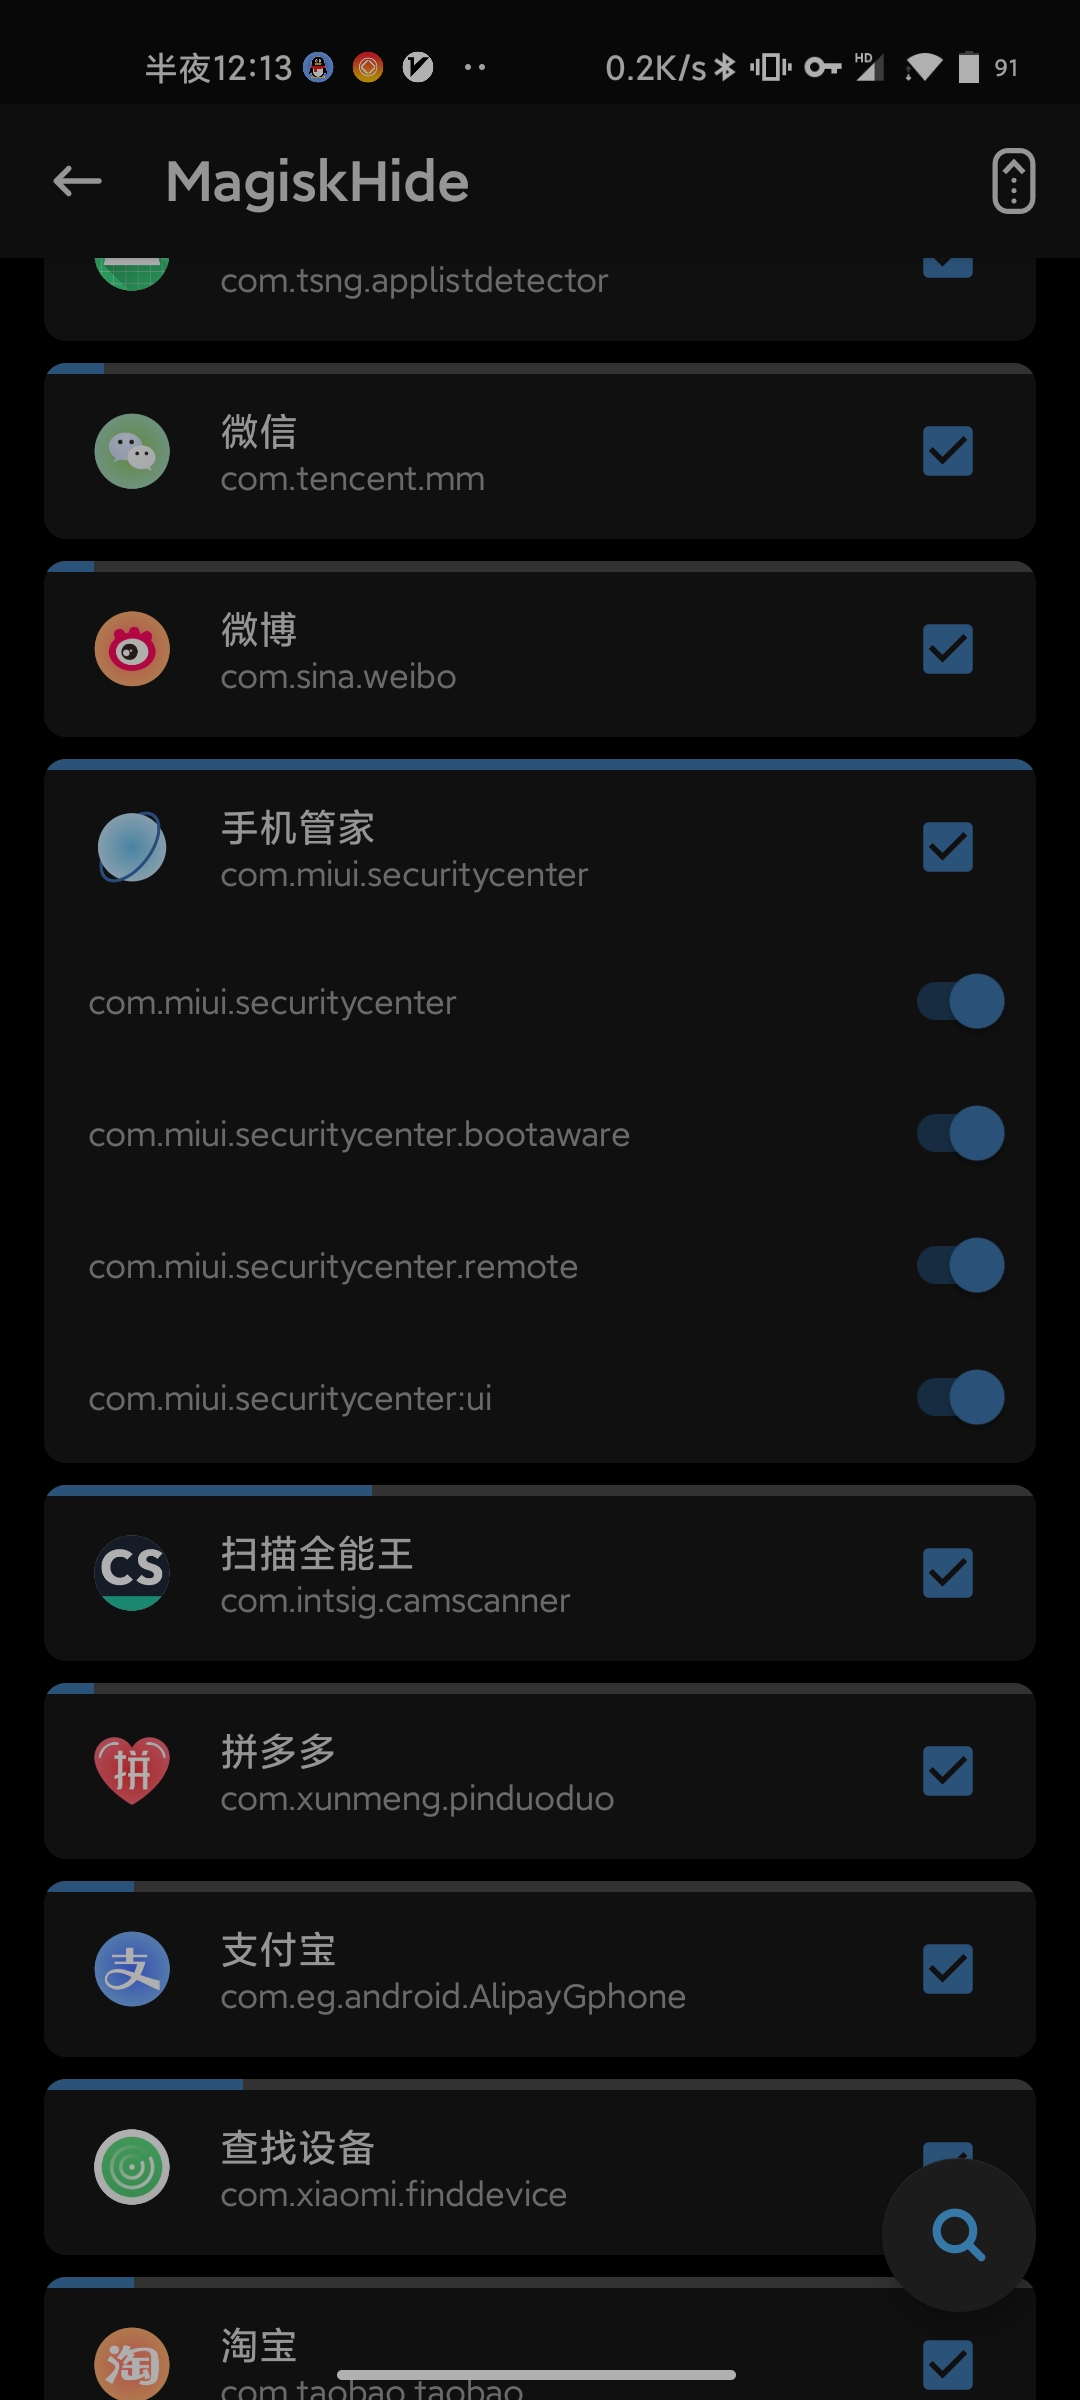 半夜12:13 0.2K/s HD 91
MagiskHide
com.tsng.applistdetector
微信
com.tencent.mm
微博
com.sina.weibo
手机管家
com.miui.securitycenter
com.miui.securitycenter
com.miui.securitycenter.bootaware
com.miui.securitycenter.remote
com.miui.securitycenter:ui
CS
扫描全能王
com.intsig.camscanner
拼
拼多多
com.xunmeng.pinduoduo
支
支付宝
com.eg.android.AlipayGphone
查找设备
com.xiaomi.finddevice
淘
淘宝
com.taobao.taobao